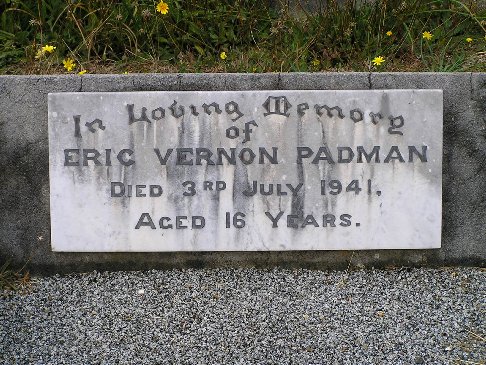 In Loving Memory
of
ERIC VERNON PADMAN
DIED 3RD JULY 1941.
AGED 16 YEARS.